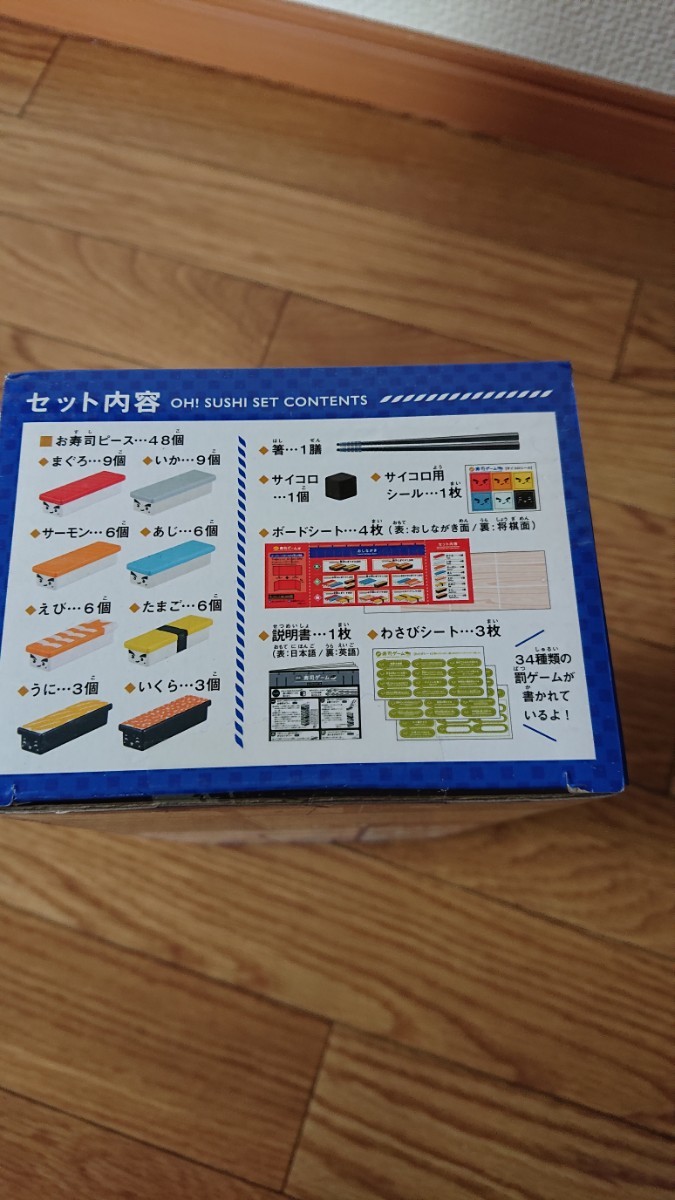 セット内容 OH! SUSHI SET CONTENTS
■お寿司ピース…48個
◆まぐろ…9個 ◆いか…9個
◆サーモン…6個 ◆あじ…6個
◆えび…6個 ◆たまご…6個
◆うに…3個 ◆いくら…3個
◆箸…1膳
◆サイコロ
…1個
◆サイコロ用
シール…1枚
◆ボードシート…4枚(表:おしながき面/裏:将棋面)
◆説明書…1枚
(表:日本語/裏:英語)
◆わさびシート…3枚
34種類の
罰ゲームが
書かれて
いるよ!